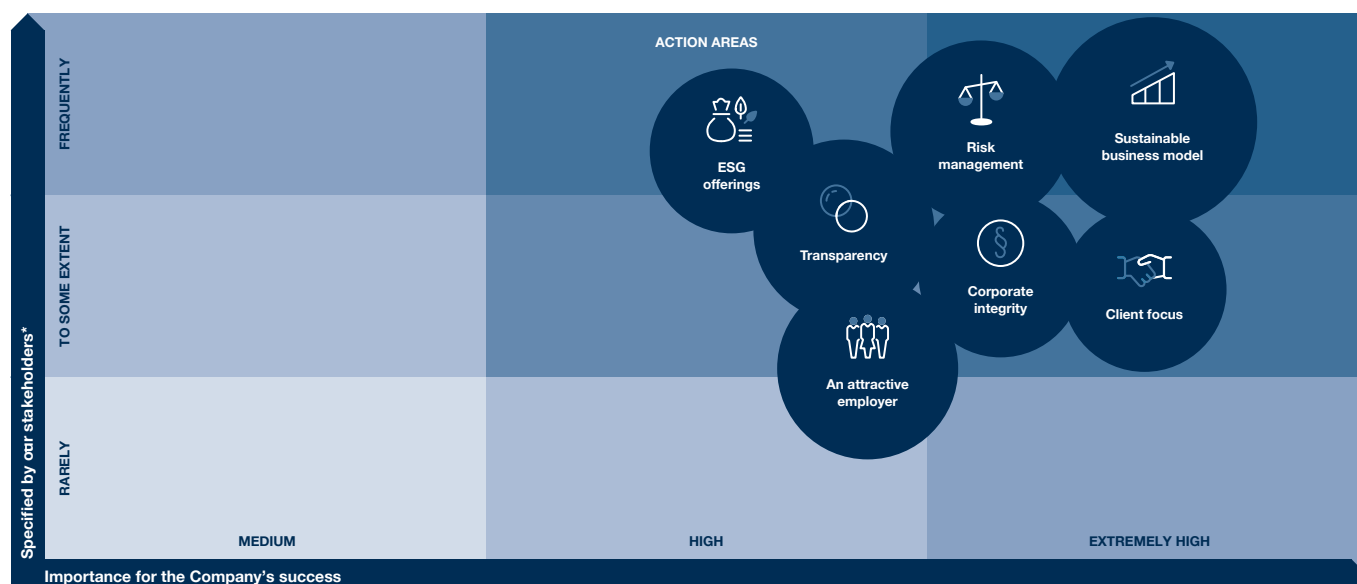 ACTION AREAS
FREQUENTLY
ESG
offerings
Risk
management
Sustainable
business model
TO SOME EXTENT
Transparency
§
Corporate
integrity
Client focus
An attractive
employer
RARELY
Specified by our stakeholders*
MEDIUM
HIGH
EXTREMELY HIGH
Importance for the Company’s success